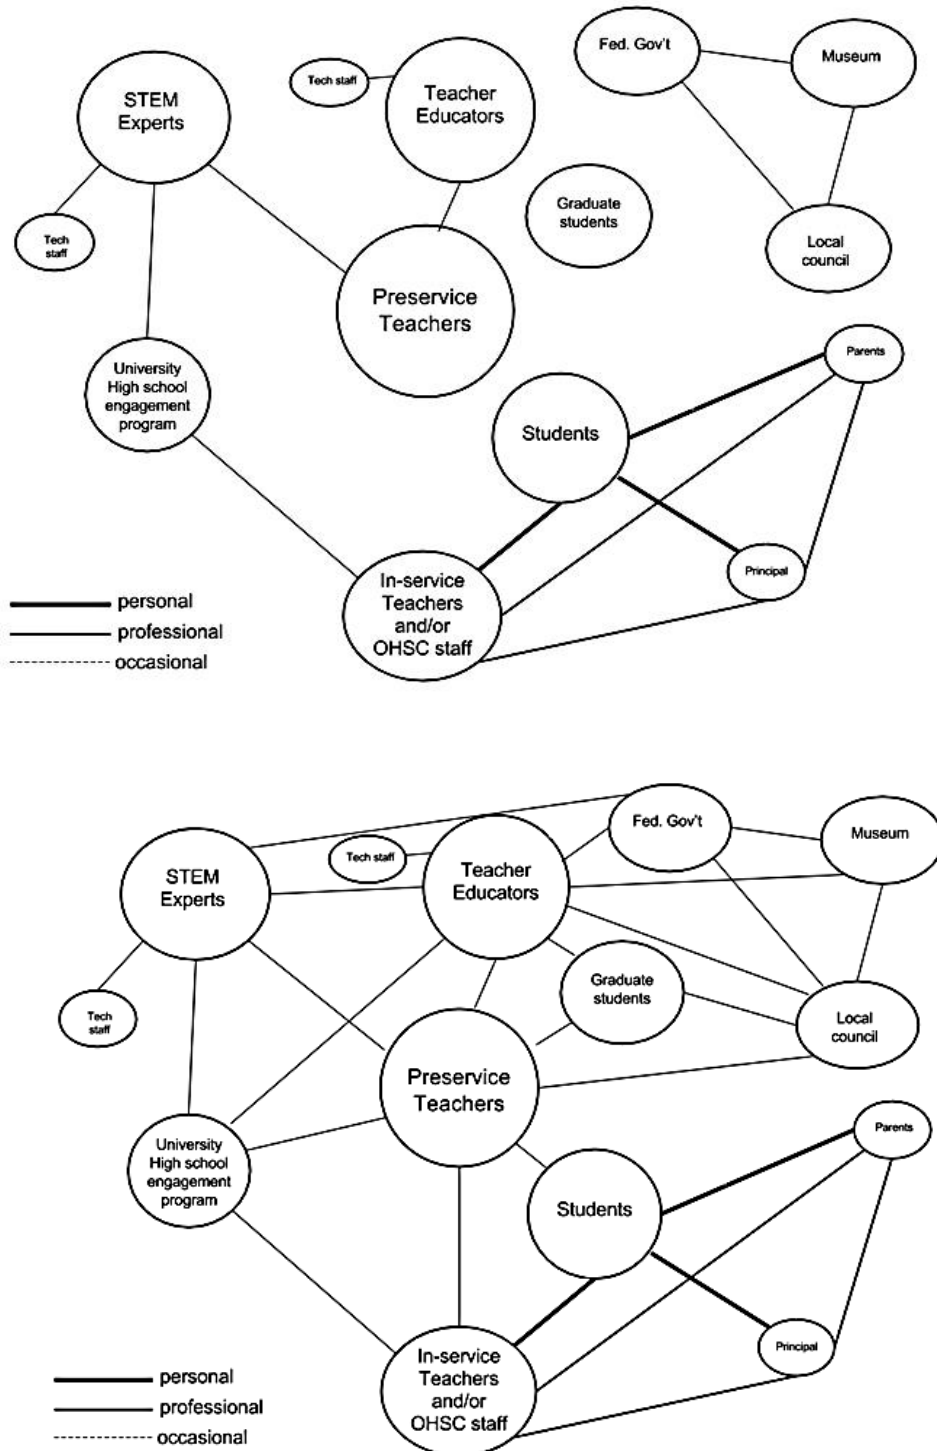 Fed. Gov't
Museum
Tech staff
Teacher
Educators
STEM
Experts
Graduate
students
Tech
staff
Local
council
Preservice
Teachers
Parents
University
High school
engagement
program
Students
Principal
In-service
Teachers
and/or
OHSC staff
personal
professional
occasional
Fed. Gov't
Museum
Tech staff
Teacher
Educators
STEM
Experts
Graduate
students
Tech
staff
Local
council
Preservice
Teachers
Parents
University
High school
engagement
program
Students
Principal
In-service
Teachers
and/or
OHSC staff
personal
professional
occasional